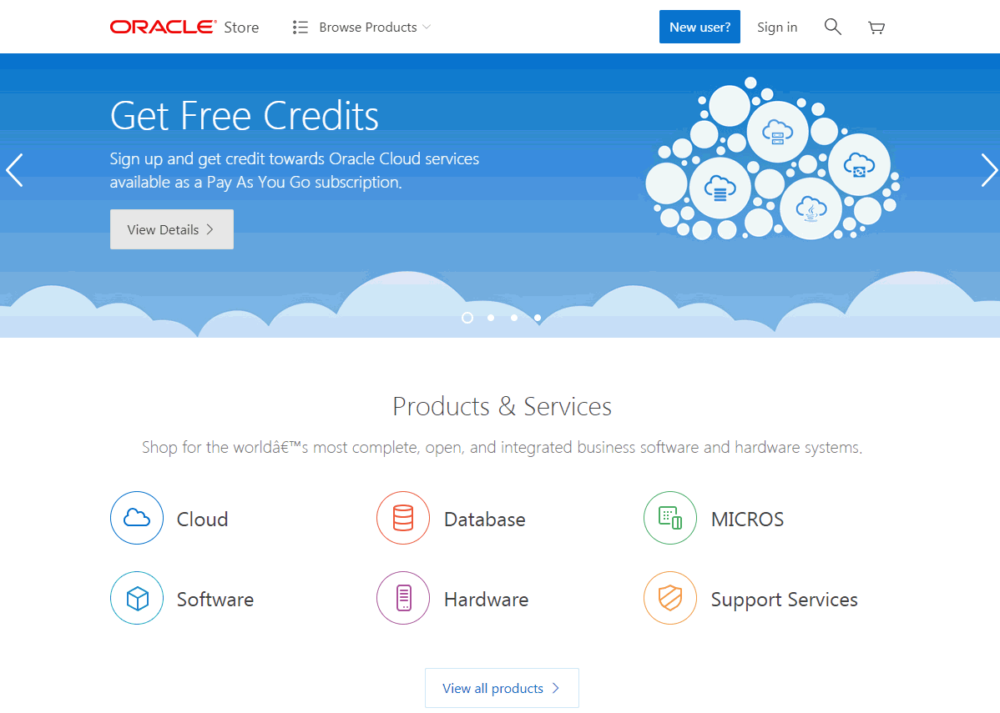 ORACLE® Store
Browse Products
New user?
Sign in
Get Free Credits
Sign up and get credit towards Oracle Cloud services
available as a Pay As You Go subscription.
View Details
Products & Services
Shop for the worldâ€™s most complete, open, and integrated business software and hardware systems.
Cloud
Database
MICROS
Software
Hardware
Support Services
View all products